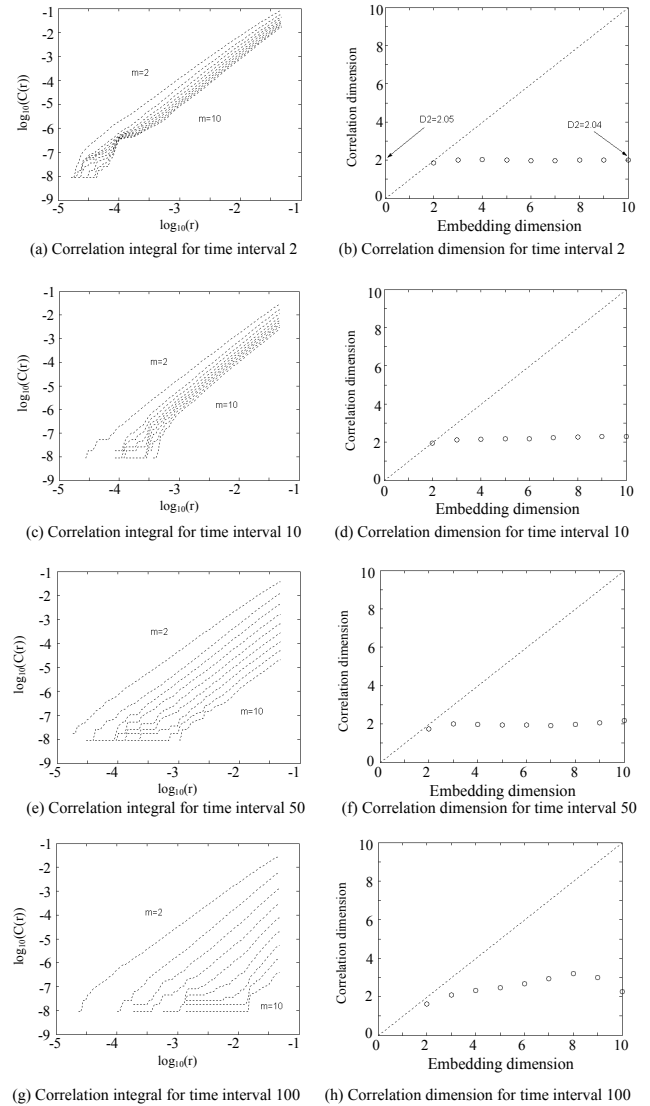 -1
-2
-3
-4
-5
-6
-7
-8
-9
log10(C(r))
m=2
m=10
-5 -4 -3 -2 -1
log10(r)
(a) Correlation integral for time interval 2
10
8
6
4
2
0
Correlation dimension
D2=2.05
D2=2.04
0 2 4 6 8 10
Embedding dimension
(b) Correlation dimension for time interval 2
-1
-2
-3
-4
-5
-6
-7
-8
-9
log10(C(r))
m=2
m=10
-5 -4 -3 -2 -1
log10(r)
(c) Correlation integral for time interval 10
10
8
6
4
2
0
Correlation dimension
0 2 4 6 8 10
Embedding dimension
(d) Correlation dimension for time interval 10
-1
-2
-3
-4
-5
-6
-7
-8
-9
log10(C(r))
m=2
m=10
-5 -4 -3 -2 -1
log10(r)
(e) Correlation integral for time interval 50
10
8
6
4
2
0
Correlation dimension
0 2 4 6 8 10
Embedding dimension
(f) Correlation dimension for time interval 50
-1
-2
-3
-4
-5
-6
-7
-8
-9
log10(C(r))
m=2
m=10
-5 -4 -3 -2 -1
log10(r)
(g) Correlation integral for time interval 100
10
8
6
4
2
0
Correlation dimension
0 2 4 6 8 10
Embedding dimension
(h) Correlation dimension for time interval 100